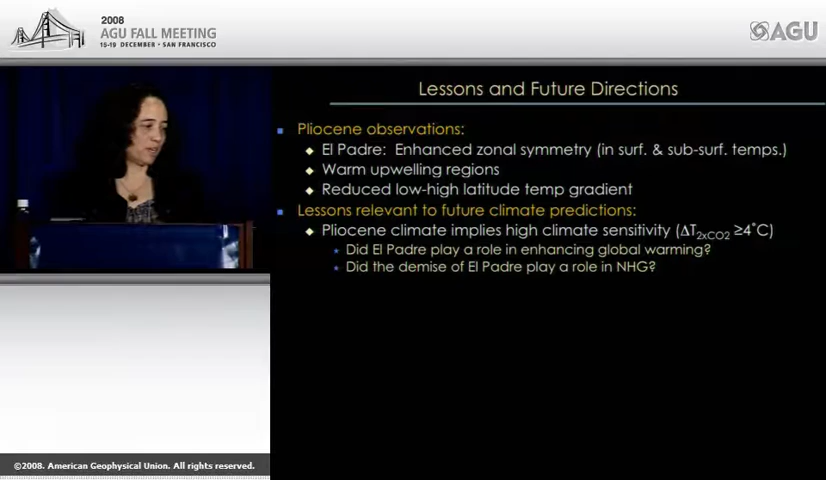 2008
AGU FALL MEETING
15-19 DECEMBER • SAN FRANCISCO
AGU
Lessons and Future Directions
Pliocene observations:
El Padre: Enhanced zonal symmetry (in surf. & sub-surf. temps.)
Warm upwelling regions
Reduced low-high latitude temp gradient
Lessons relevant to future climate predictions:
Pliocene climate implies high climate sensitivity (ΔT2xCO2 ≥4˚C)
Did El Padre play a role in enhancing global warming?
Did the demise of El Padre play a role in NHG?
©2008. American Geophysical Union. All rights reserved.